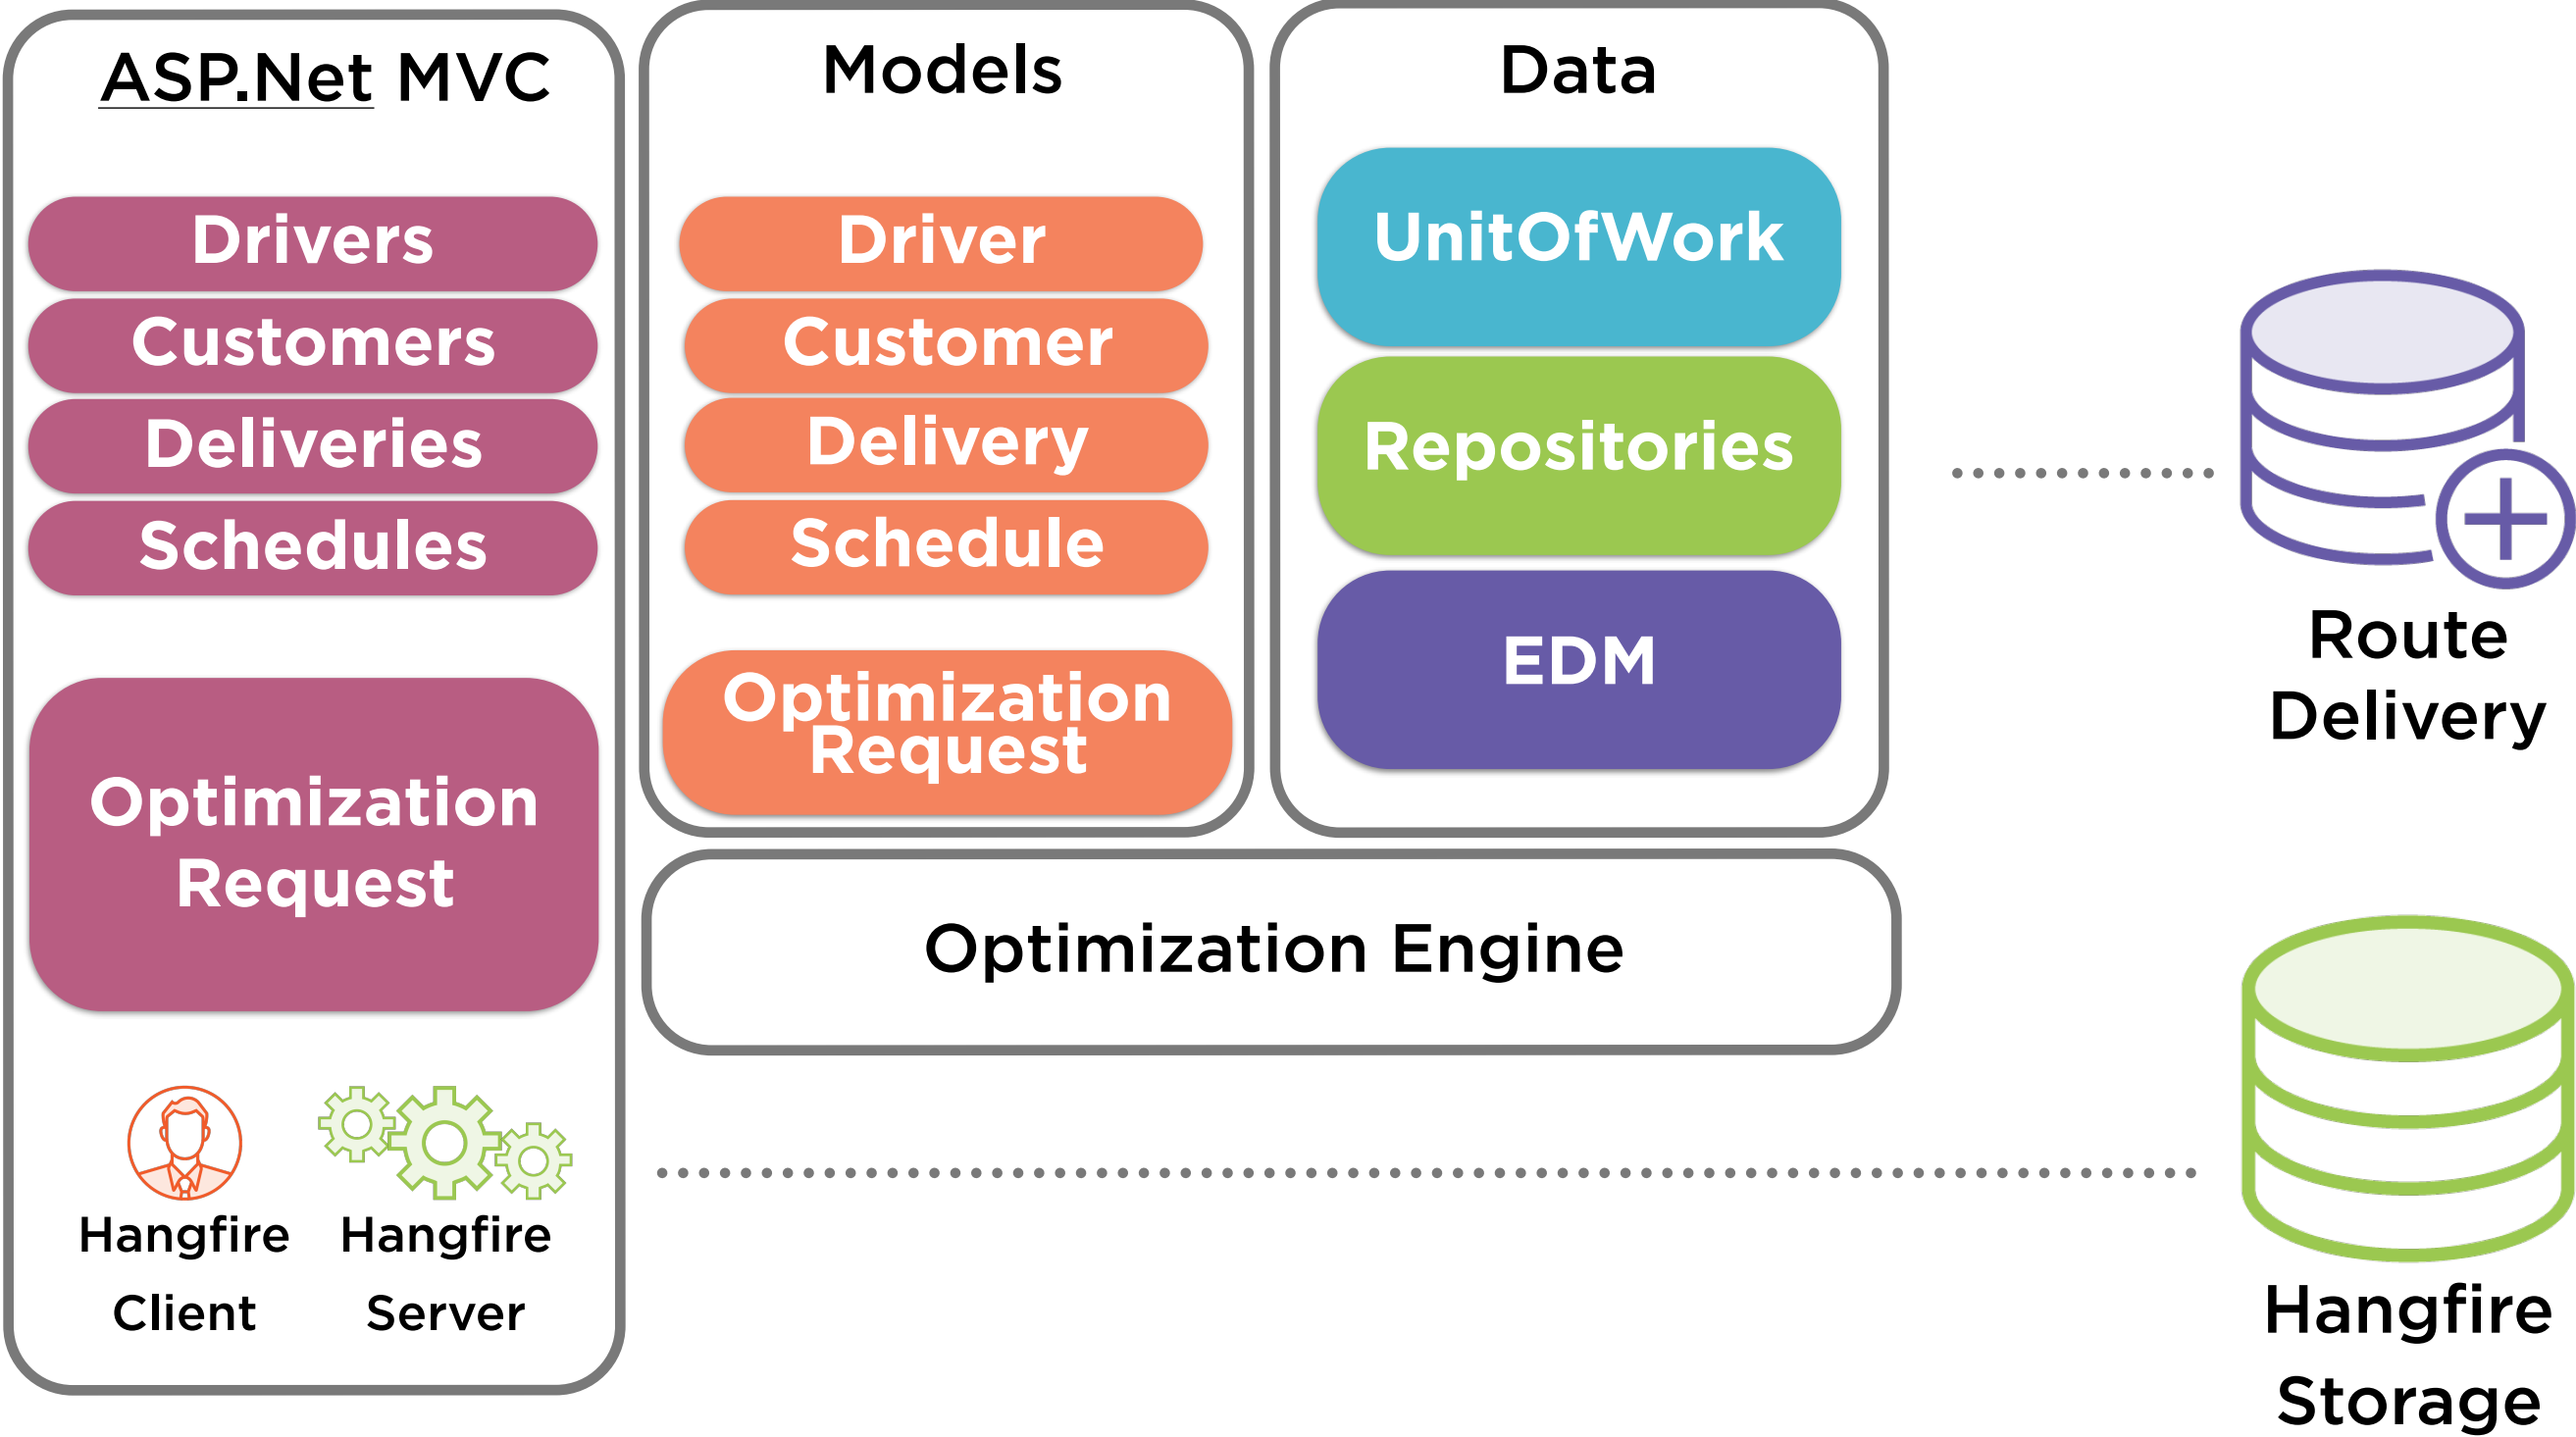 ASP.Net MVC
Drivers
Customers
Deliveries
Schedules
Optimization
Request
Hangfire
Client
Hangfire
Server
Models
Driver
Customer
Delivery
Schedule
Optimization
Request
Data
UnitOfWork
Repositories
EDM
Optimization Engine
Route
Delivery
Hangfire
Storage